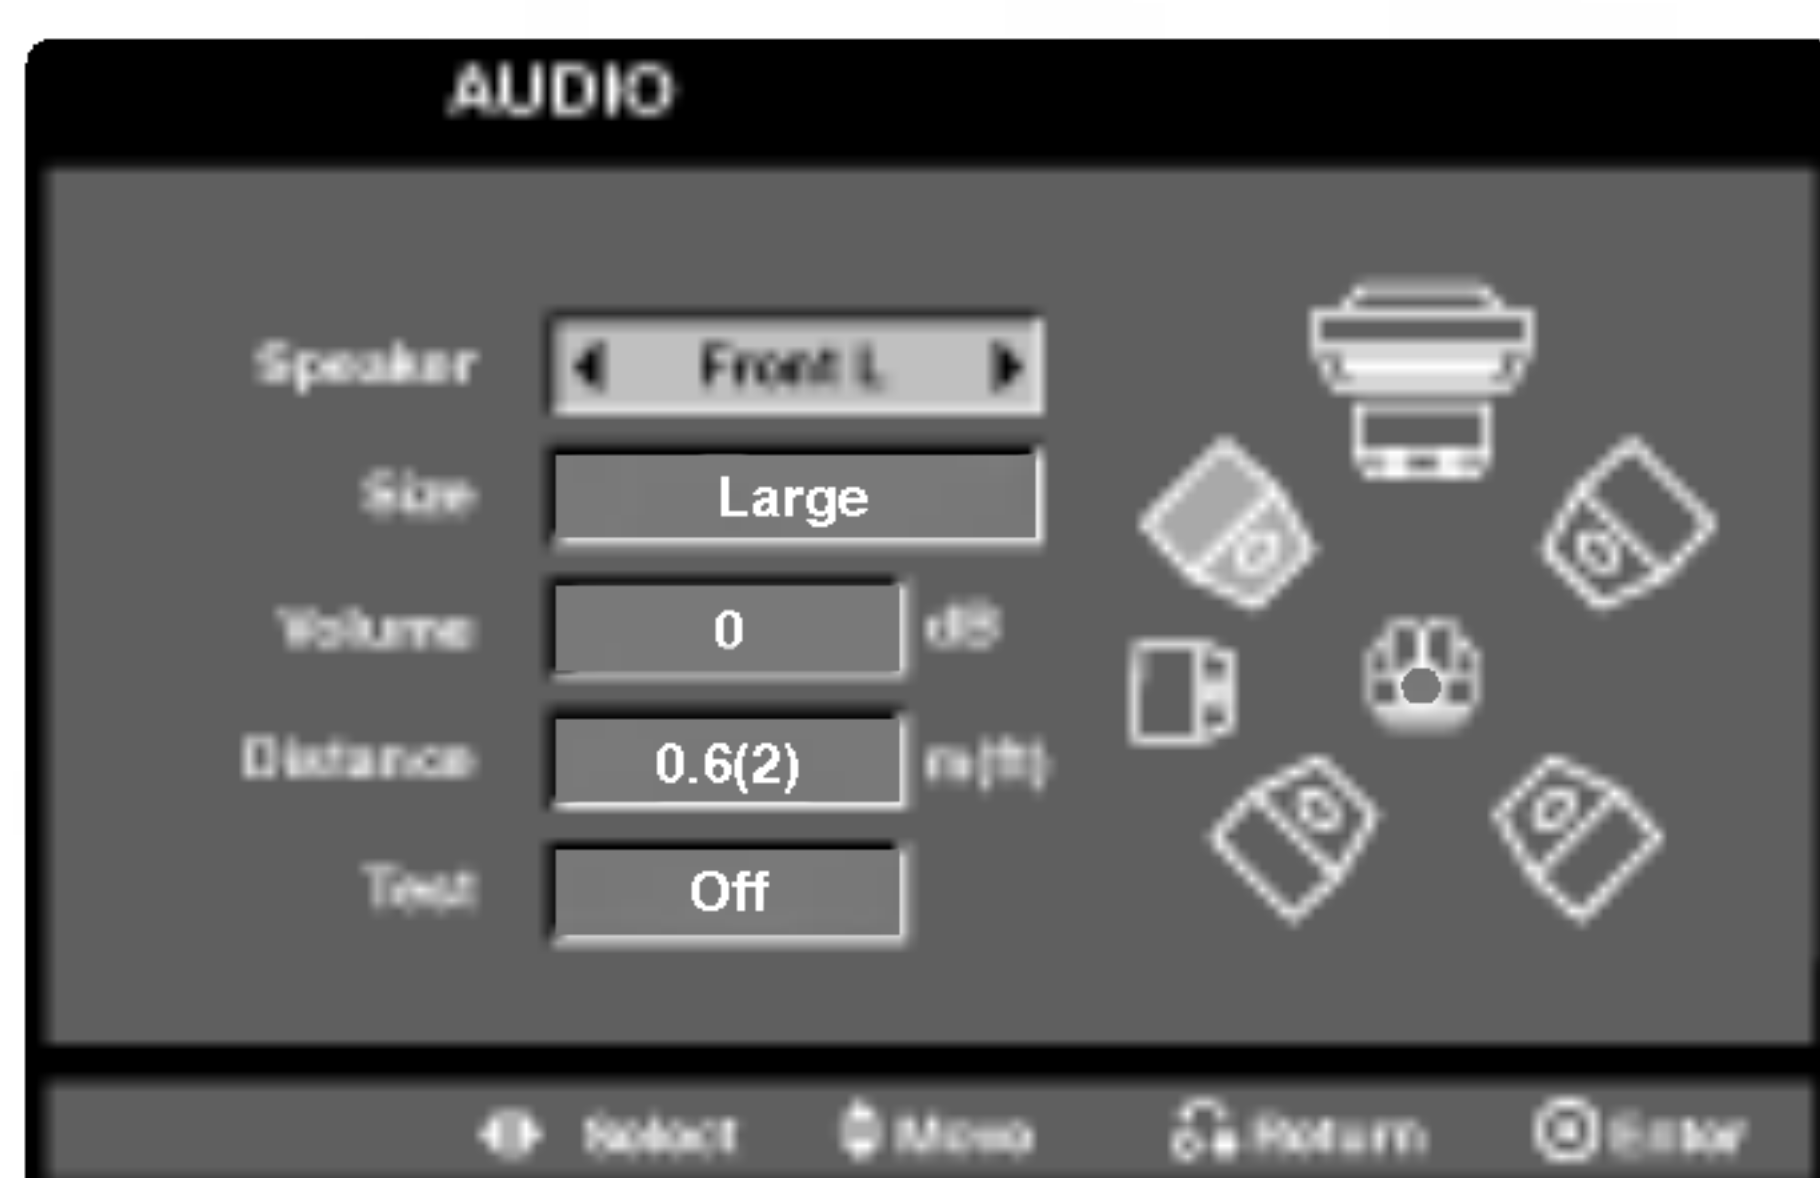 AUDIO
Speaker Front L
Size Large
Volume 0 dB
Distance 0.6(2) m(ft)
Test Off
Select Move Return Enter